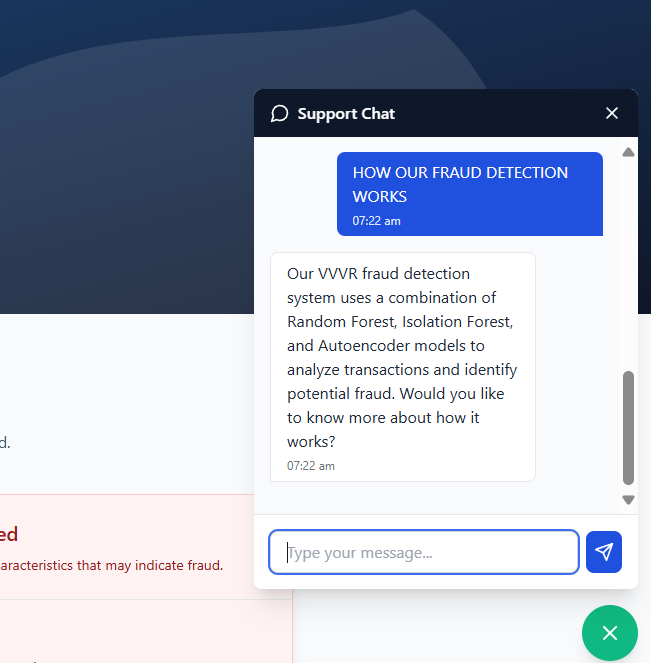 Support Chat
HOW OUR FRAUD DETECTION
WORKS
07:22 am
Our VVVR fraud detection
system uses a combination of
Random Forest, Isolation Forest,
and Autoencoder models to
analyze transactions and identify
potential fraud. Would you like
to know more about how it
works?
07:22 am
d.
ed
aracteristics that may indicate fraud.
Type your message...